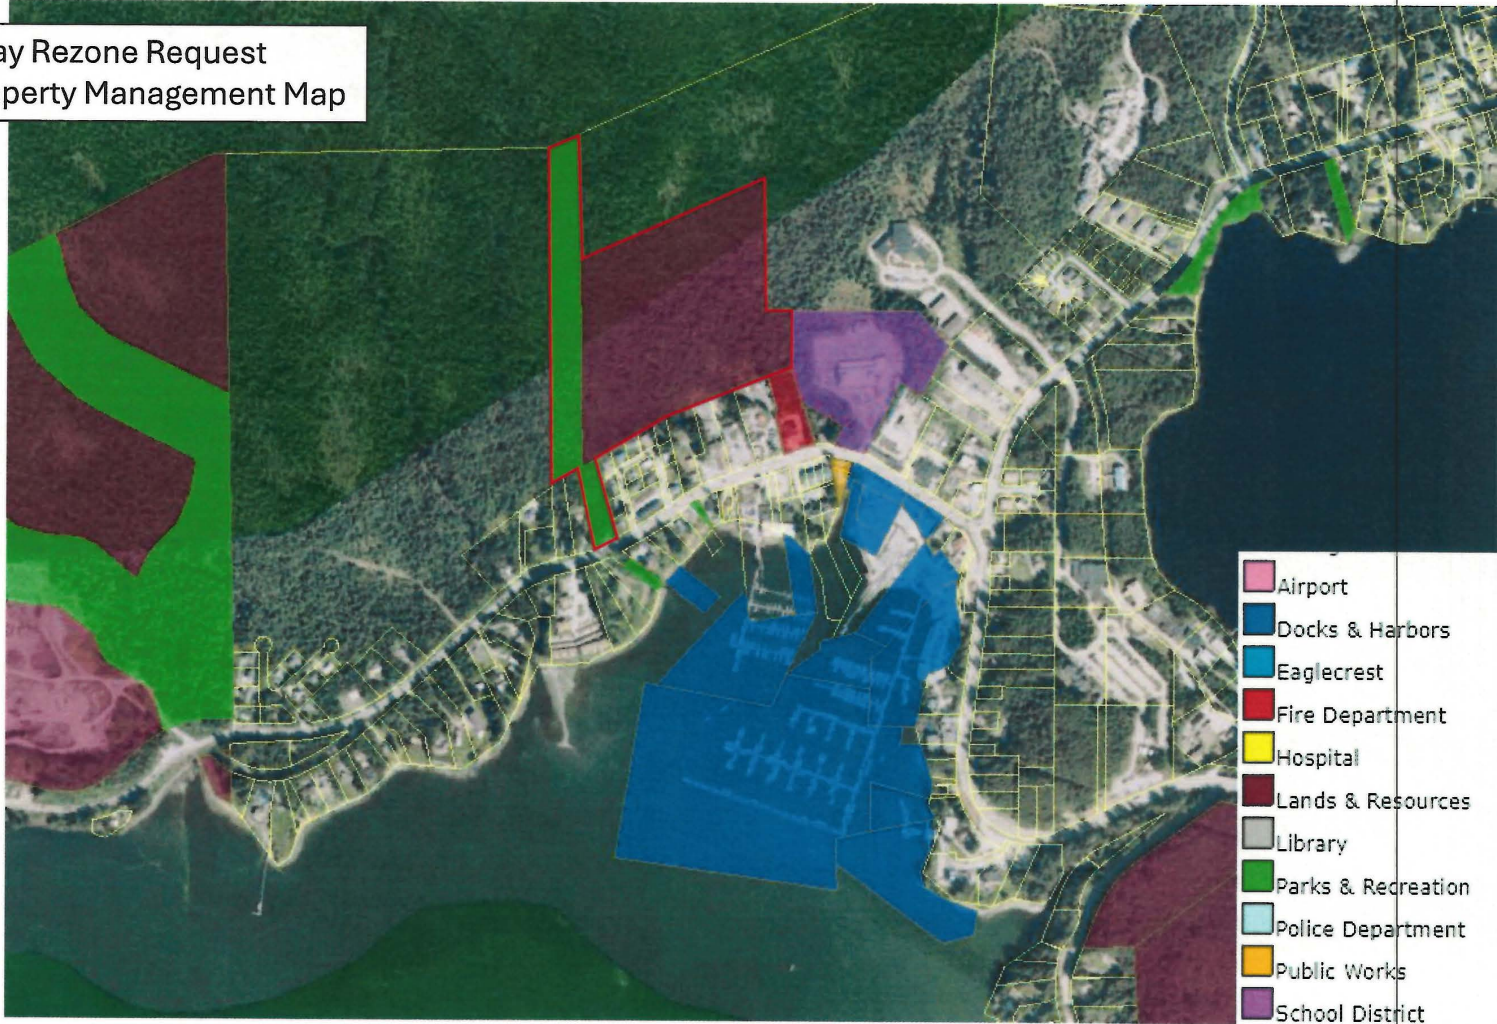 ay Rezone Request
perty Management Map
Airport
Docks & Harbors
Eaglecrest
Fire Department
Hospital
Lands & Resources
Library
Parks & Recreation
Police Department
Public Works
School District